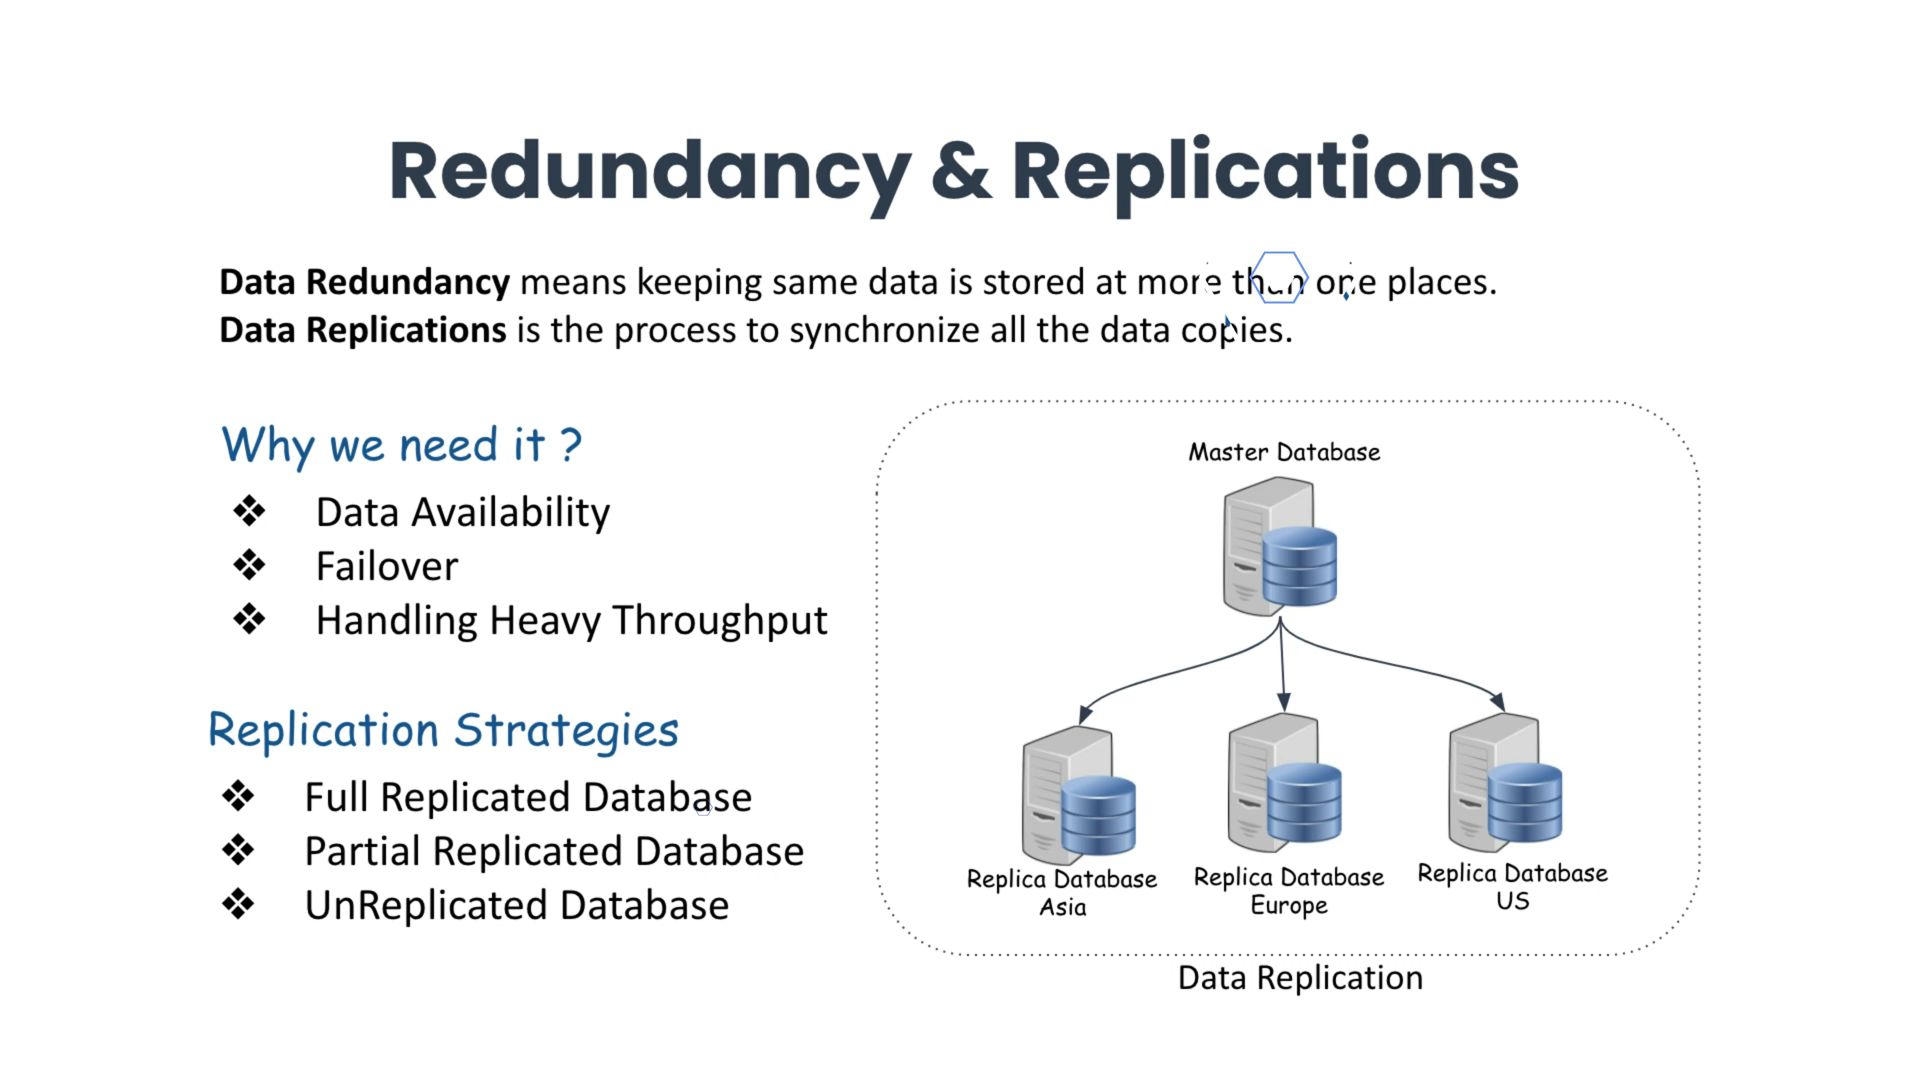 Redundancy & Replications
Data Redundancy means keeping same data is stored at more than one places.
Data Replications is the process to synchronize all the data copies.
Why we need it ?
❖ Data Availability
❖ Failover
❖ Handling Heavy Throughput
Replication Strategies
❖ Full Replicated Database
❖ Partial Replicated Database
❖ UnReplicated Database
Master Database
Replica Database
Asia
Replica Database
Europe
Replica Database
US
Data Replication